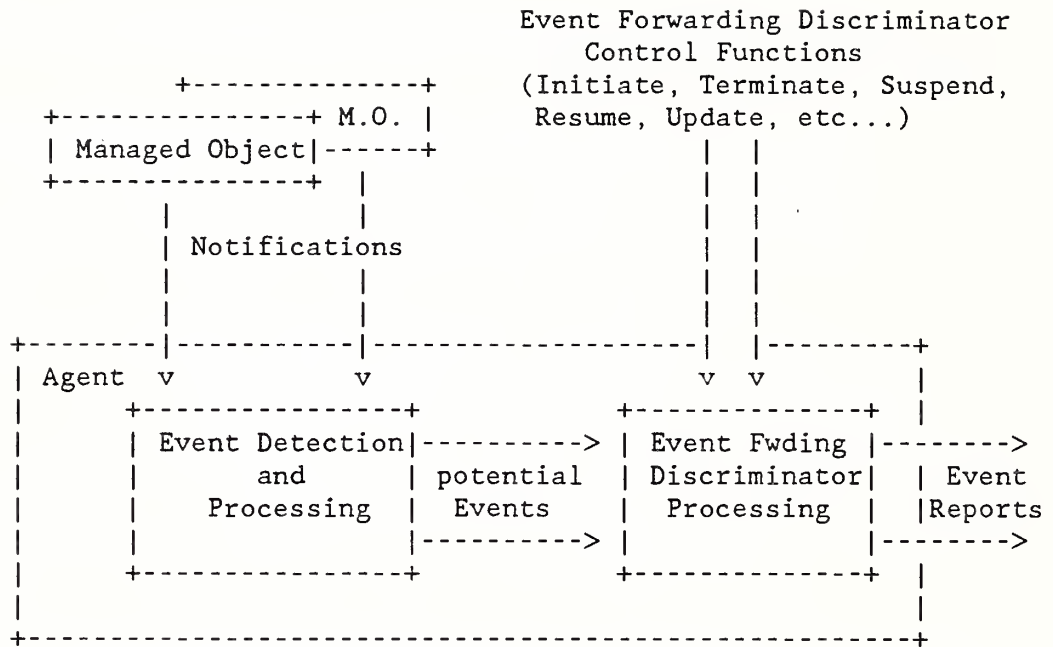 Event Forwarding Discriminator
Control Functions
(Initiate, Terminate, Suspend,
Resume, Update, etc...)
M.O.
Managed Object
Notifications
Agent
Event Detection
and
Processing
potential
Events
Event Fwding
Discriminator
Processing
Event
Reports